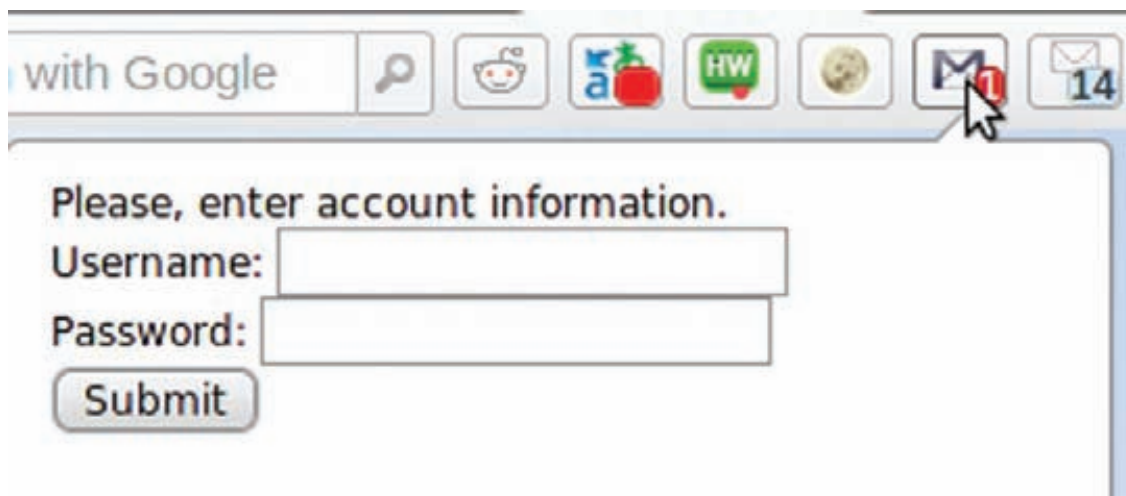 with Google
a
HW
1
14
Please, enter account information.
Username:
Password:
Submit